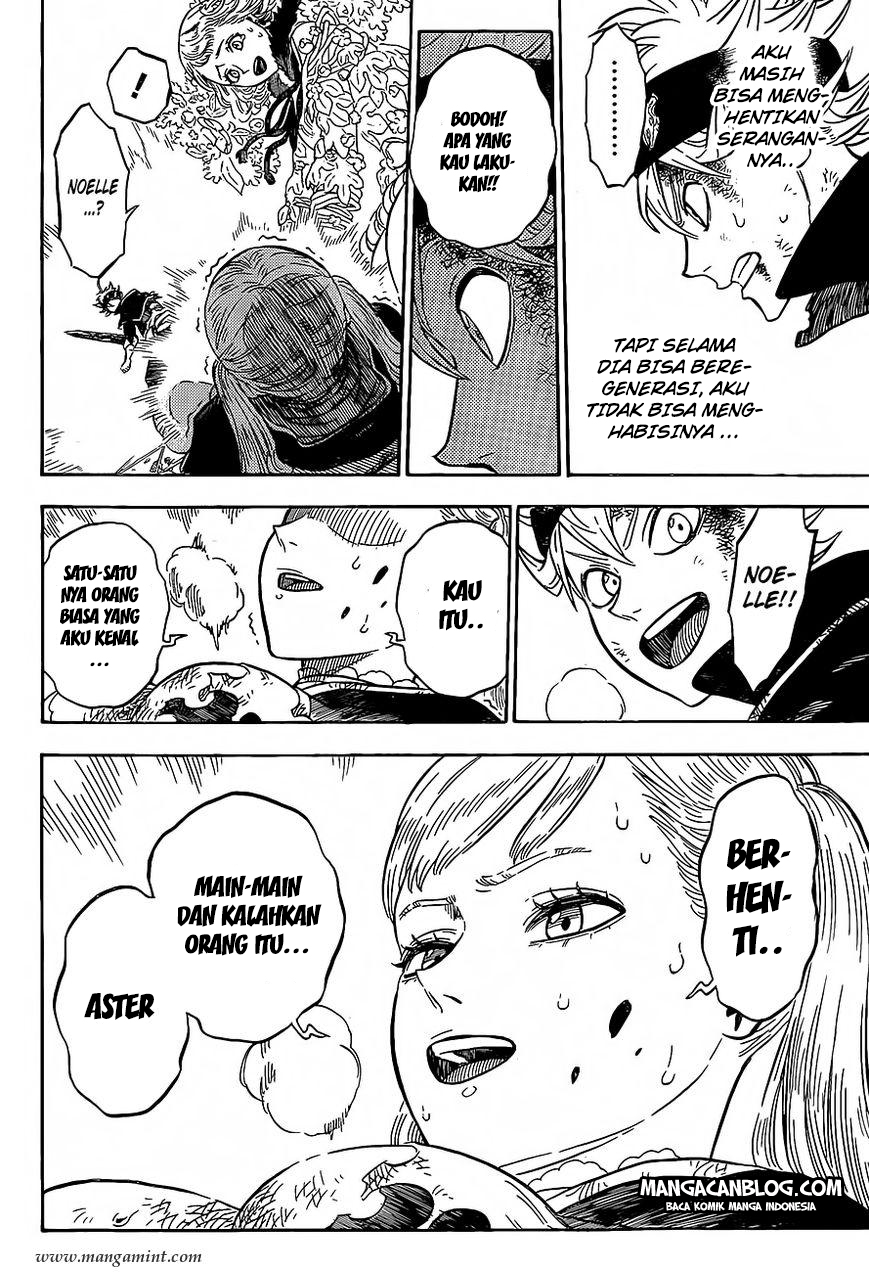 AKU
MASIH
BISA MENG-
HENTIKAN
SERANGAN-
NYA..
.........
TAPI SELAMA
DIA BISA BERE-
GENERASI, AKU
TIDAK BISA MENG-
HABISINYA ...
BODOH!
APA YANG
KAU LAKU-
KAN!!
!!
NOELLE
...?
NOE-
LLE!!
KAU
ITU..
SATU-SATU
NYA ORANG
BIASA YANG
AKU KENAL
...
BER-
HEN-
TI..
MAIN-MAIN
DAN KALAHKAN
ORANG ITU...
ASTER
MANGACANBLOG.COM
BACA KOMIK MANGA INDONESIA
www.mangamint.com